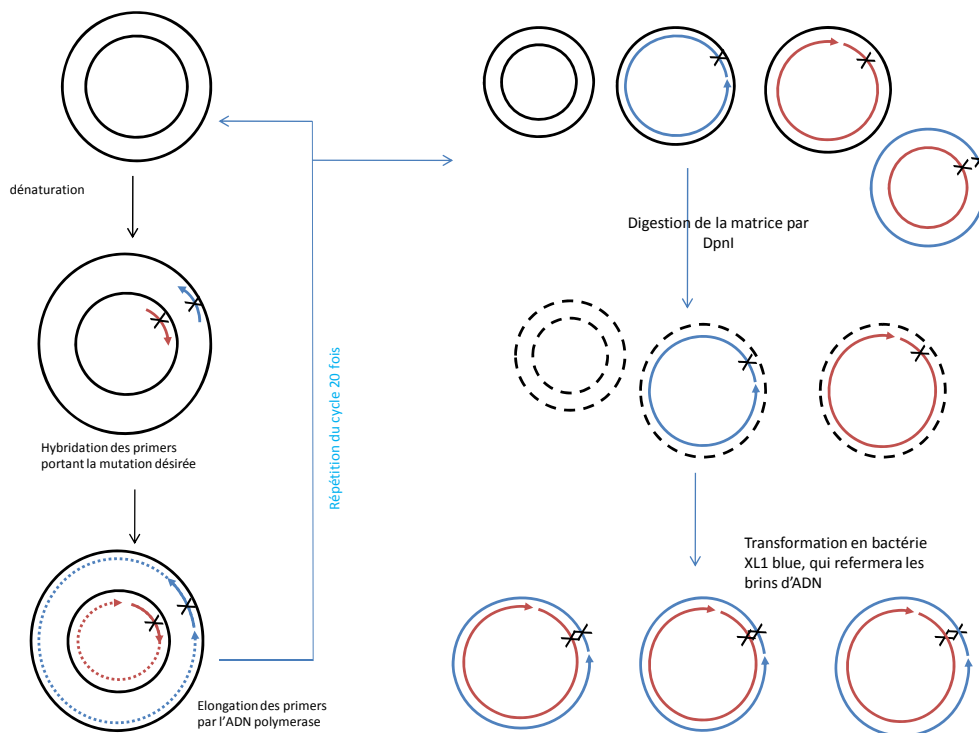 dénaturation
Hybridation des primers
portant la mutation désirée
Elongation des primers
par l'ADN polymerase
Répétition du cycle 20 fois
Digestion de la matrice par
DpnI
Transformation en bactérie
XL1 blue, qui refermera les
brins d'ADN